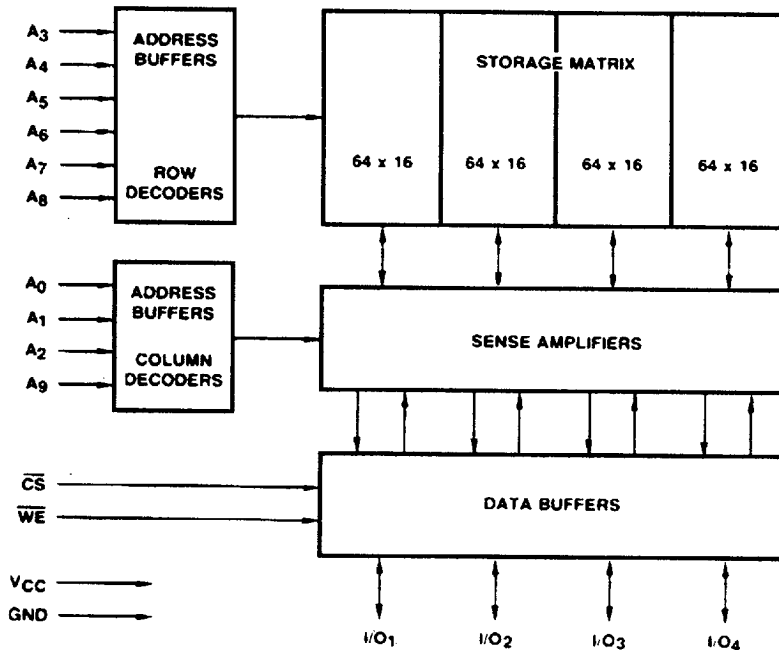 A3
A4
A5
A6
A7
A8
ADDRESS
BUFFERS
ROW
DECODERS
STORAGE MATRIX
64 x 16
64 x 16
64 x 16
64 x 16
A0
A1
A2
A9
ADDRESS
BUFFERS
COLUMN
DECODERS
SENSE AMPLIFIERS
C̅S̅
W̅E̅
DATA BUFFERS
VCC
GND
I/O1
I/O2
I/O3
I/O4